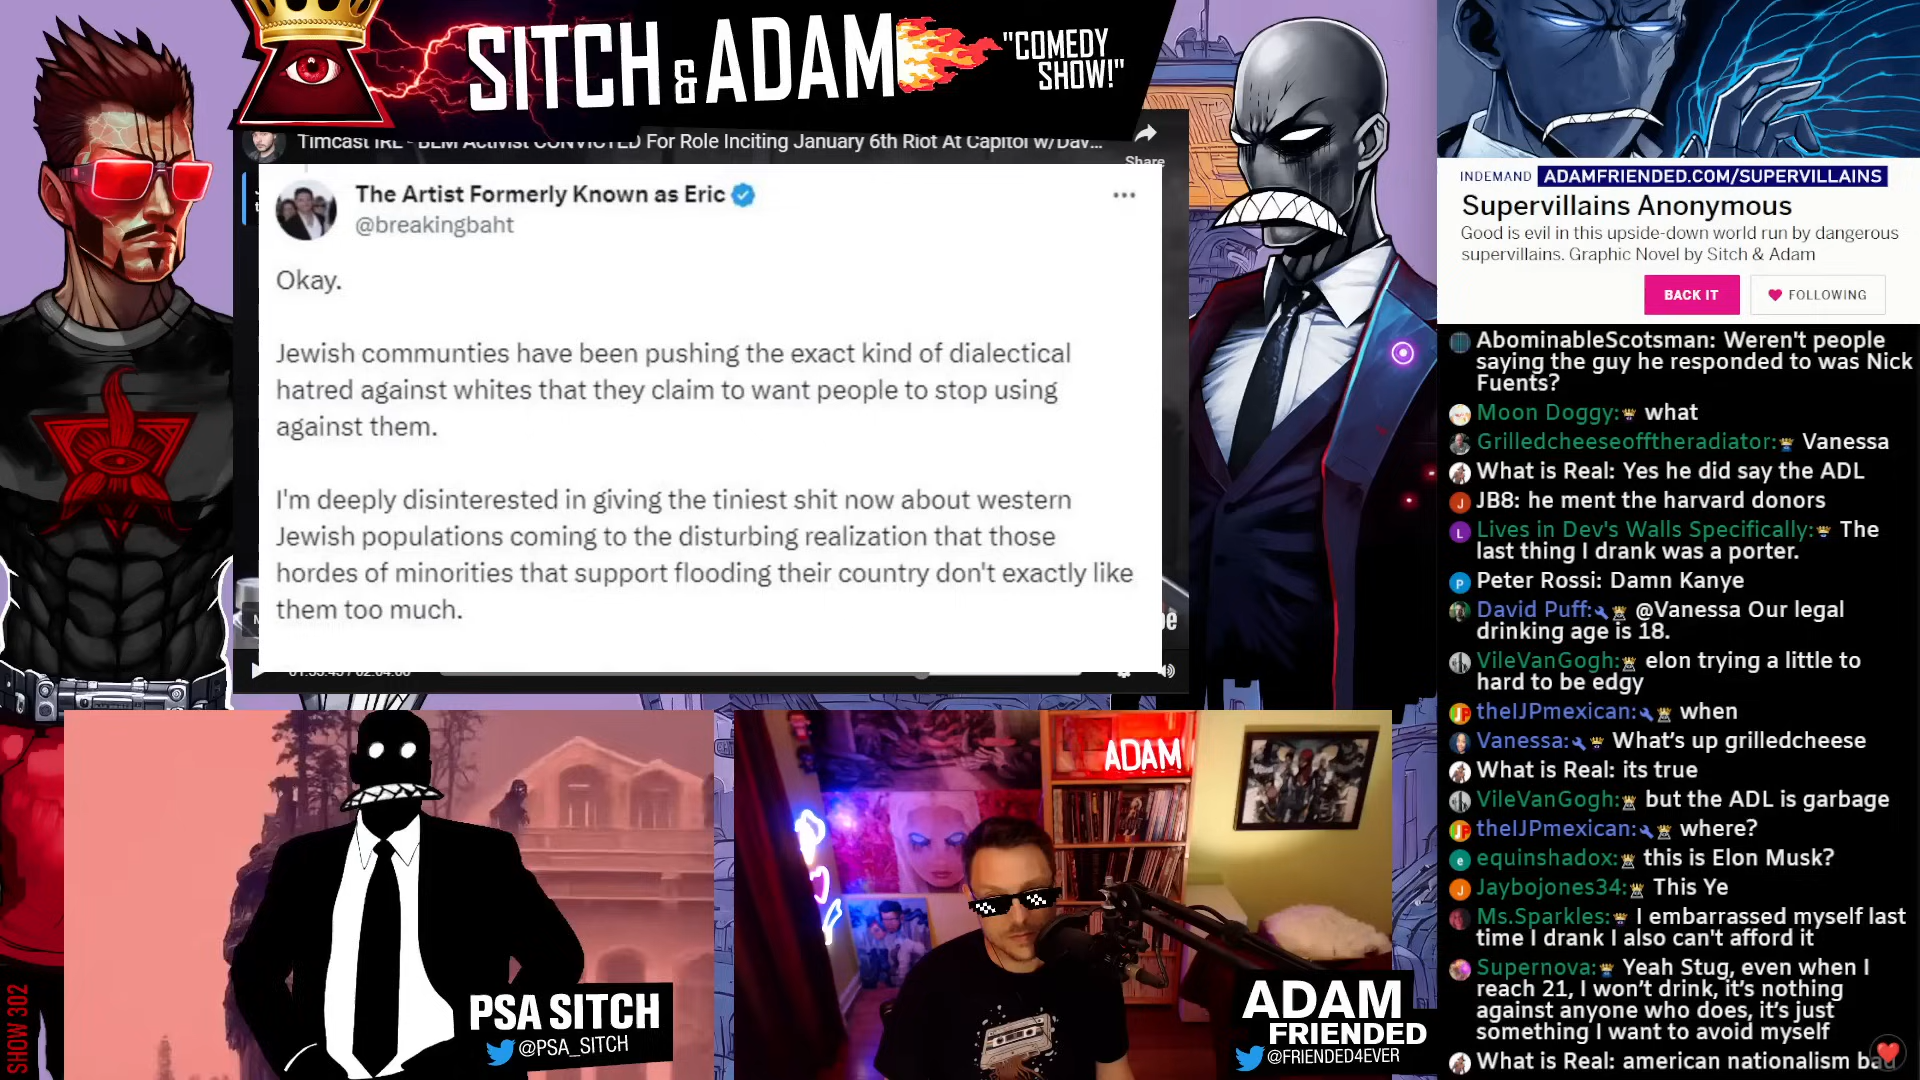 SITCH & ADAM
"COMEDY
SHOW!"
Timcast IRL - BLM Activist CONVICTED For Role Inciting January 6th Riot At Capitol w/Dav...
Share
The Artist Formerly Known as Eric
@breakingbaht
Okay.
Jewish communties have been pushing the exact kind of dialectical
hatred against whites that they claim to want people to stop using
against them.
I'm deeply disinterested in giving the tiniest shit now about western
Jewish populations coming to the disturbing realization that those
hordes of minorities that support flooding their country don't exactly like
them too much.
INDEMAND ADAMFRIENDED.COM/SUPERVILLAINS
Supervillains Anonymous
Good is evil in this upside-down world run by dangerous
supervillains. Graphic Novel by Sitch & Adam
BACK IT
FOLLOWING
AbominableScotsman: Weren't people
saying the guy he responded to was Nick
Fuents?
Moon Doggy: what
Grilledcheeseofftheradiator: Vanessa
What is Real: Yes he did say the ADL
JB8: he ment the harvard donors
Lives in Dev's Walls Specifically: The
last thing I drank was a porter.
Peter Rossi: Damn Kanye
David Puff: @Vanessa Our legal
drinking age is 18.
VileVanGogh: elon trying a little to
hard to be edgy
theIJPmexican: when
Vanessa: What's up grilledcheese
What is Real: its true
VileVanGogh: but the ADL is garbage
theIJPmexican: where?
equinshadox: this is Elon Musk?
Jaybojones34: This Ye
Ms.Sparkles: I embarrassed myself last
time I drank I also can't afford it
Supernova: Yeah Stug, even when I
reach 21, I won't drink, it's nothing
against anyone who does, it's just
something I want to avoid myself
What is Real: american nationalism bad
ADAM
PSA SITCH
@PSA_SITCH
ADAM
FRIENDED
@FRIENDED4EVER
SHOW 302